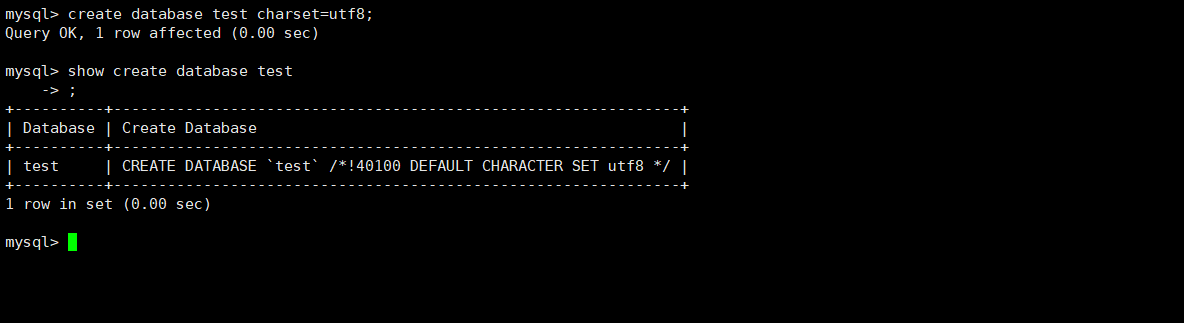 mysql> create database test charset=utf8;
Query OK, 1 row affected (0.00 sec)
mysql> show create database test
    -> ;
+----------+---------------------------------------------------------------+
| Database | Create Database                                               |
+----------+---------------------------------------------------------------+
| test     | CREATE DATABASE `test` /*!40100 DEFAULT CHARACTER SET utf8 */ |
+----------+---------------------------------------------------------------+
1 row in set (0.00 sec)
mysql>